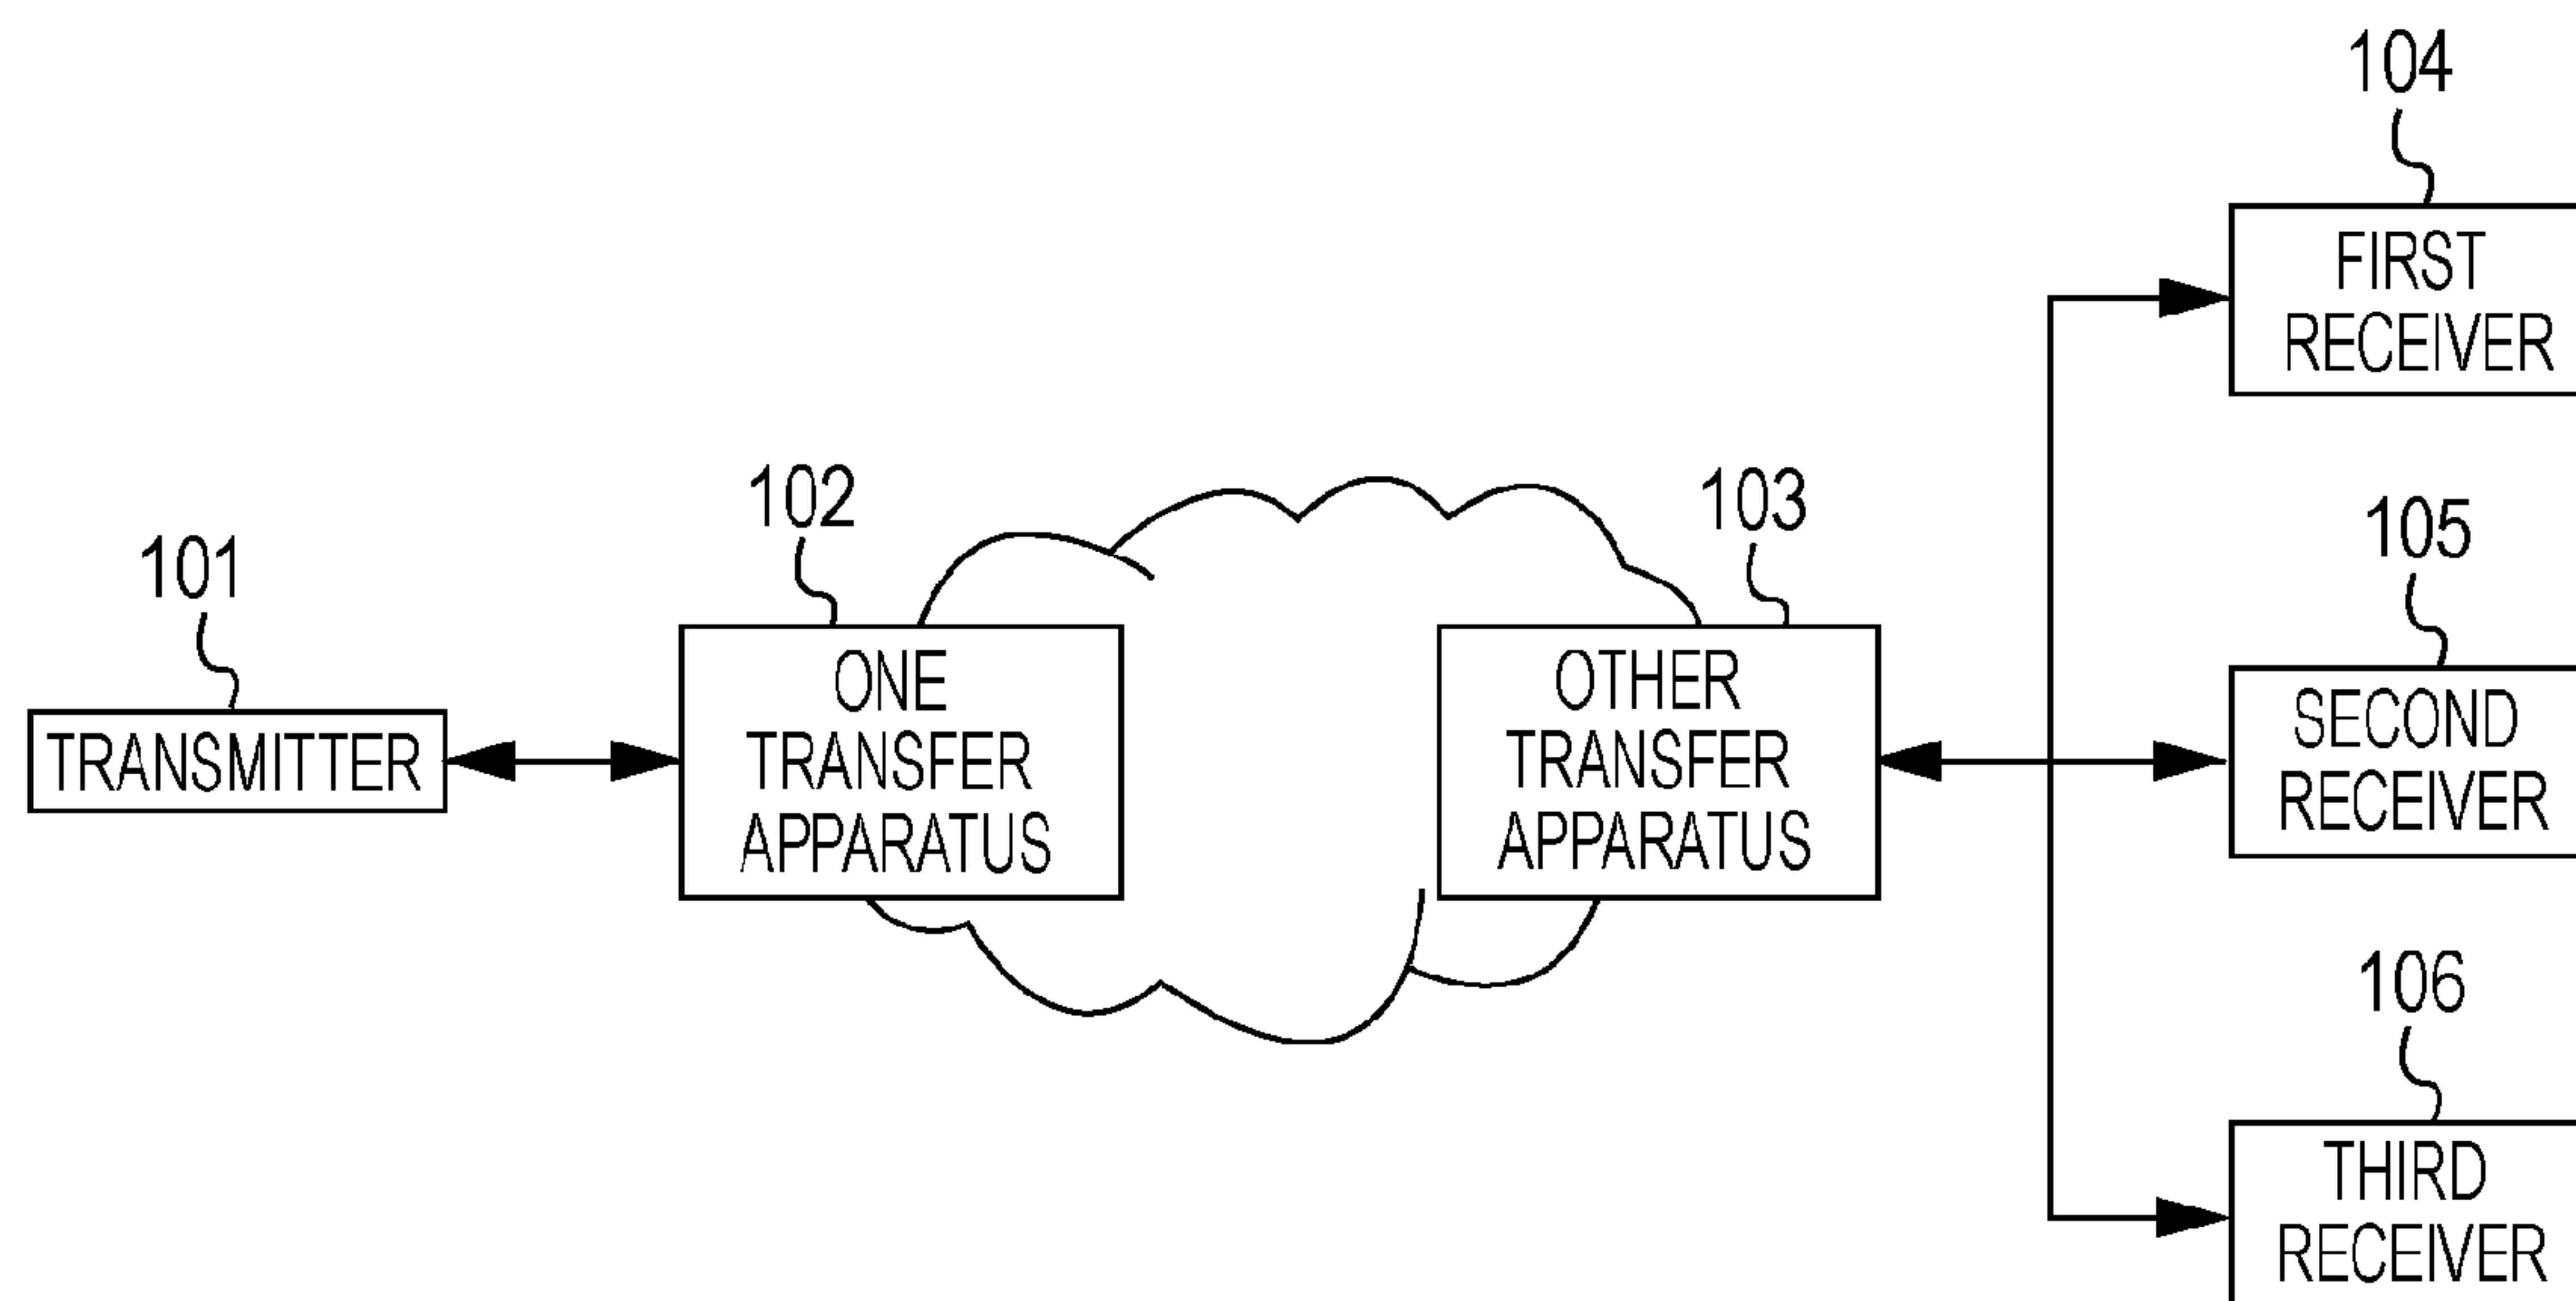 104
FIRST
RECEIVER
102
103
105
101
ONE
TRANSFER
APPARATUS
OTHER
TRANSFER
APPARATUS
SECOND
RECEIVER
TRANSMITTER
106
THIRD
RECEIVER